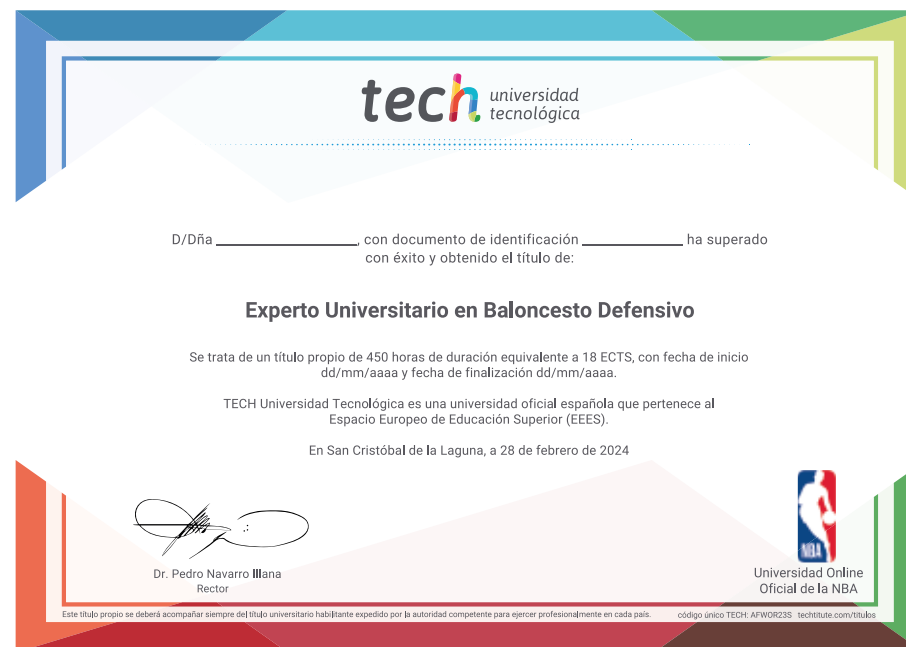 tech universidad
tecnológica
D/Dña ________________, con documento de identificación ____________ ha superado
con éxito y obtenido el título de:
Experto Universitario en Baloncesto Defensivo
Se trata de un título propio de 450 horas de duración equivalente a 18 ECTS, con fecha de inicio
dd/mm/aaaa y fecha de finalización dd/mm/aaaa.
TECH Universidad Tecnológica es una universidad oficial española que pertenece al
Espacio Europeo de Educación Superior (EEES).
En San Cristóbal de la Laguna, a 28 de febrero de 2024
Dr. Pedro Navarro Illana
Rector
NBA
Universidad Online
Oficial de la NBA
Este título propio se deberá acompañar siempre del título universitario habilitante expedido por la autoridad competente para ejercer profesionalmente en cada país.
código único TECH: AFWOR23S techtitute.com/titulos